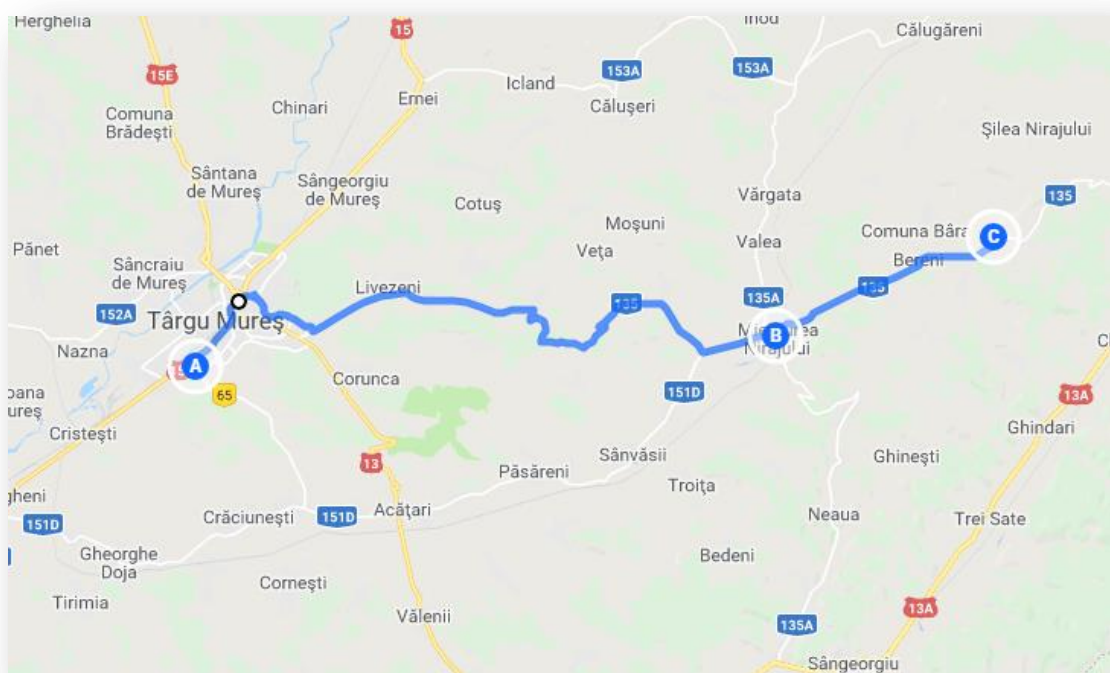 Herghelia
15
153A
153A
Călugăreni
15E
Icland
Ernei
Călușeri
Chinari
Comuna
Brădești
Șilea Nirajului
Sântana
de Mureș
Sângeorgiu
de Mureș
Vărgata
135
Cotuș
Moșuni
Comuna Bâra
C
Pănet
Veța
Valea
Bereni
Sâncraiu
de Mureș
Livezeni
135
135
135A
152A
Târgu Mureș
B
Nirajului
Nazna
A
Corunca
65
151D
13A
Cristești
Ghindari
Sânvăsii
Ghinești
13
Păsăreni
Troița
151D
Crăciunești
151D
Acățari
Neaua
Trei Sate
Gheorghe
Doja
Bedeni
Cornești
Tirimia
Vălenii
13A
135A
Sângeorgiu